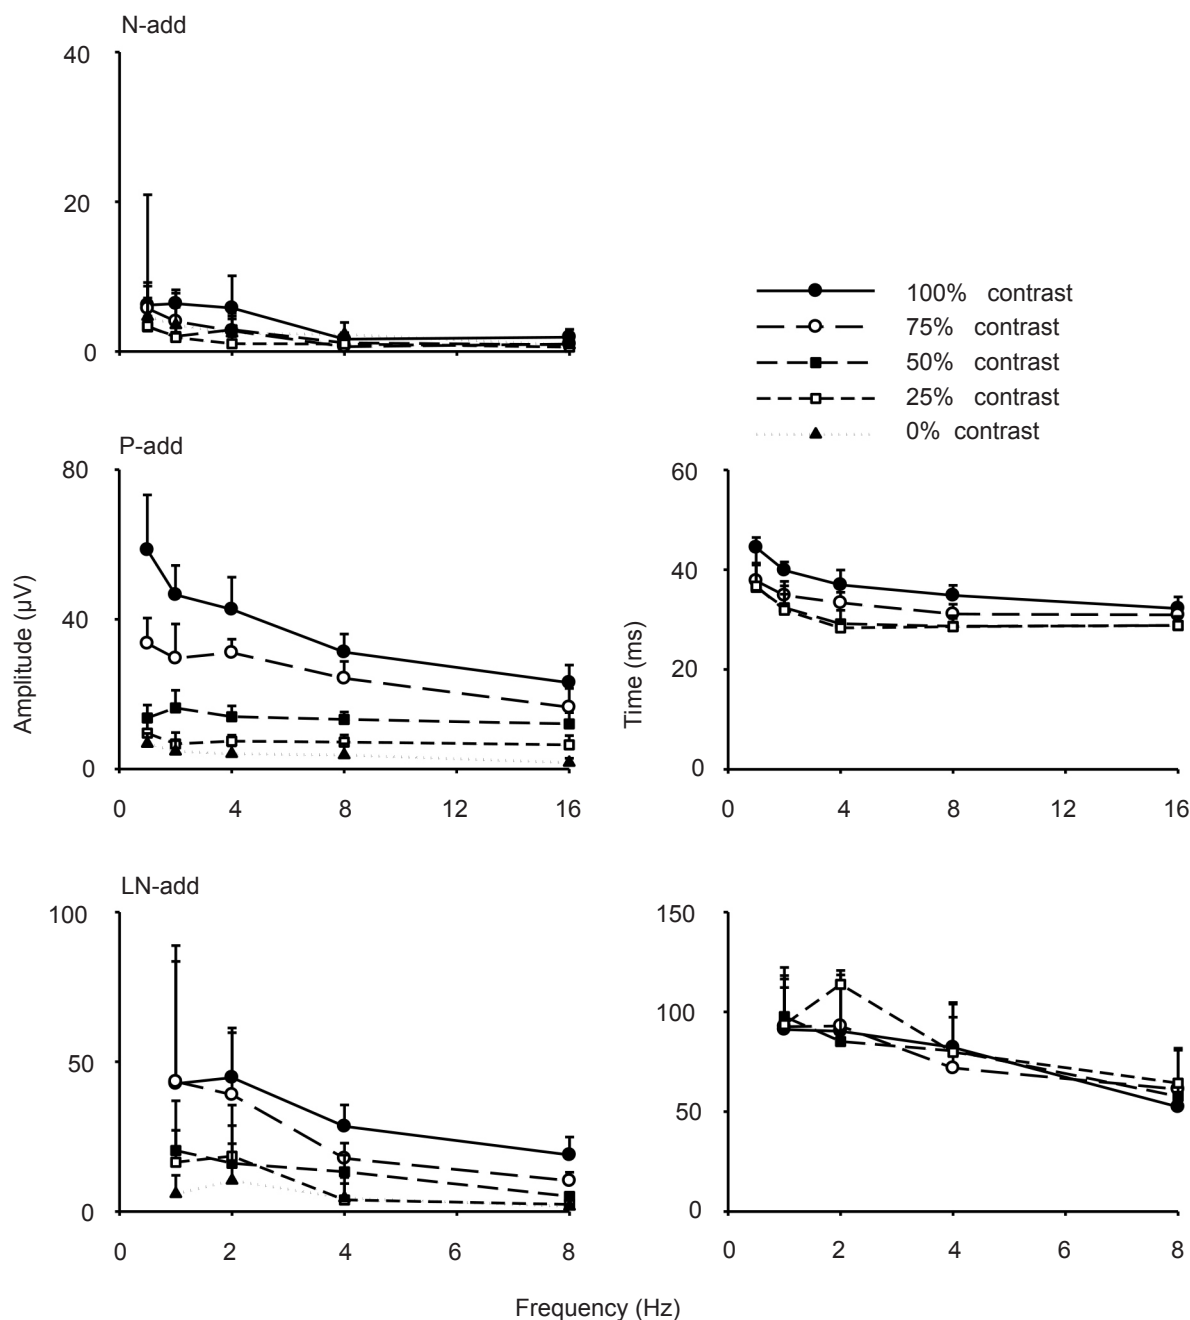 N-add
40
20
0
100% contrast
75% contrast
50% contrast
25% contrast
0% contrast
P-add
80
40
0
0 4 8 12 16
Amplitude (µV)
60
40
20
0
0 4 8 12 16
Time (ms)
LN-add
100
50
0
0 2 4 6 8
150
100
50
0
0 2 4 6 8
Frequency (Hz)